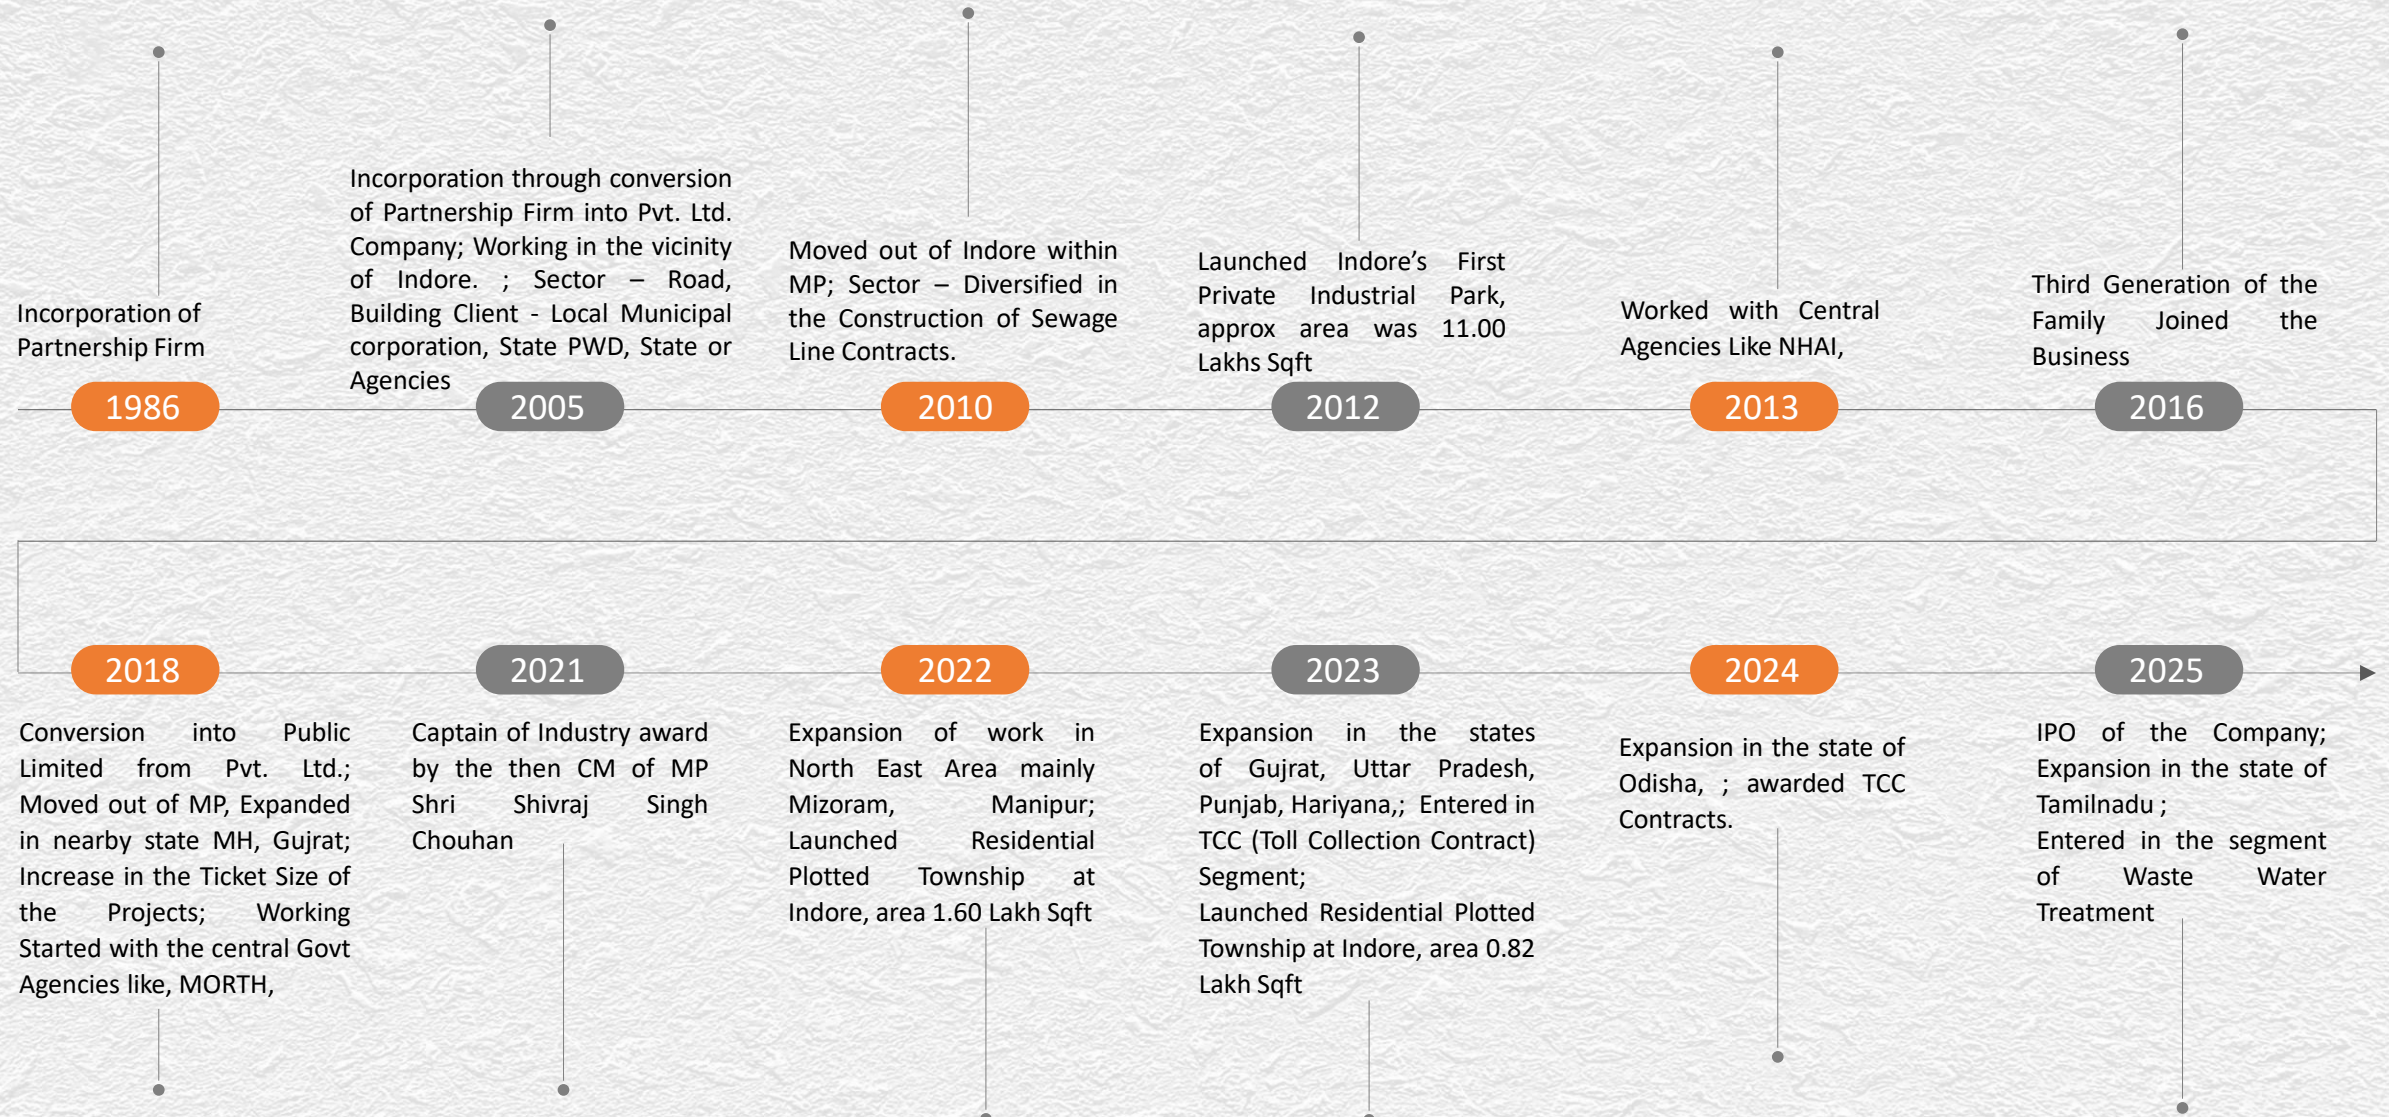 Incorporation of
Partnership Firm
1986
Incorporation through conversion
of Partnership Firm into Pvt. Ltd.
Company; Working in the vicinity
of Indore. ; Sector – Road,
Building Client - Local Municipal
corporation, State PWD, State or
Agencies
2005
Moved out of Indore within
MP; Sector – Diversified in
the Construction of Sewage
Line Contracts.
2010
Launched Indore’s First
Private Industrial Park,
approx area was 11.00
Lakhs Sqft
2012
Worked with Central
Agencies Like NHAI,
2013
Third Generation of the
Family Joined the
Business
2016
2018
Conversion into Public
Limited from Pvt. Ltd.;
Moved out of MP, Expanded
in nearby state MH, Gujrat;
Increase in the Ticket Size of
the Projects; Working
Started with the central Govt
Agencies like, MORTH,
2021
Captain of Industry award
by the then CM of MP
Shri Shivraj Singh
Chouhan
2022
Expansion of work in
North East Area mainly
Mizoram, Manipur;
Launched Residential
Plotted Township at
Indore, area 1.60 Lakh Sqft
2023
Expansion in the states
of Gujrat, Uttar Pradesh,
Punjab, Hariyana,; Entered in
TCC (Toll Collection Contract)
Segment;
Launched Residential Plotted
Township at Indore, area 0.82
Lakh Sqft
2024
Expansion in the state of
Odisha, ; awarded TCC
Contracts.
2025
IPO of the Company;
Expansion in the state of
Tamilnadu ;
Entered in the segment
of Waste Water
Treatment